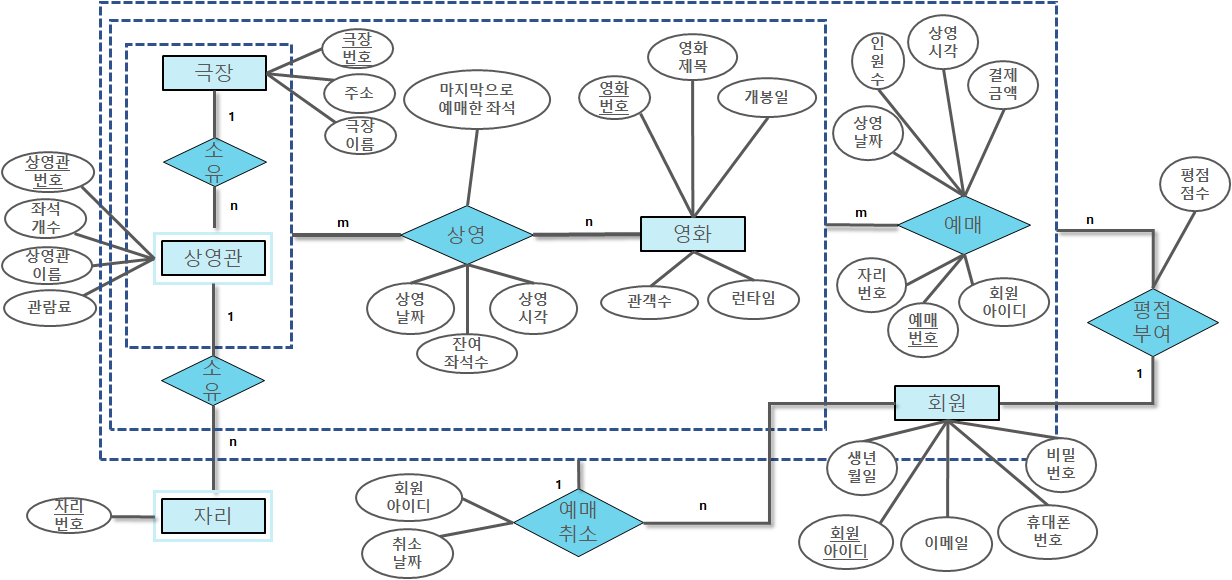 극장
극장
번호
주소
극장
이름
1
소
유
n
상영관
번호
좌석
개수
상영관
이름
관람료
상영관
1
소
유
n
자리
자리
번호
m
마지막으로
예매한 좌석
상영
상영
날짜
잔여
좌석수
상영
시각
n
영화
번호
영화
제목
개봉일
영화
관객수
런타임
m
인
원
수
상영
시각
결제
금액
상영
날짜
예매
자리
번호
예매
번호
회원
아이디
n
평점
점수
평점
부여
1
회원
생년
월일
회원
아이디
이메일
휴대폰
번호
비밀
번호
1
예매
취소
n
회원
아이디
취소
날짜